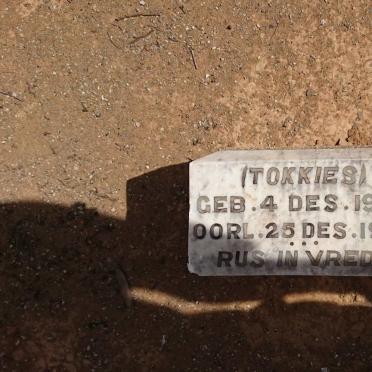 (TOKKIES)
GEB. 4 DES. 19
OORL. 25 DES. 19
RUS IN VRED